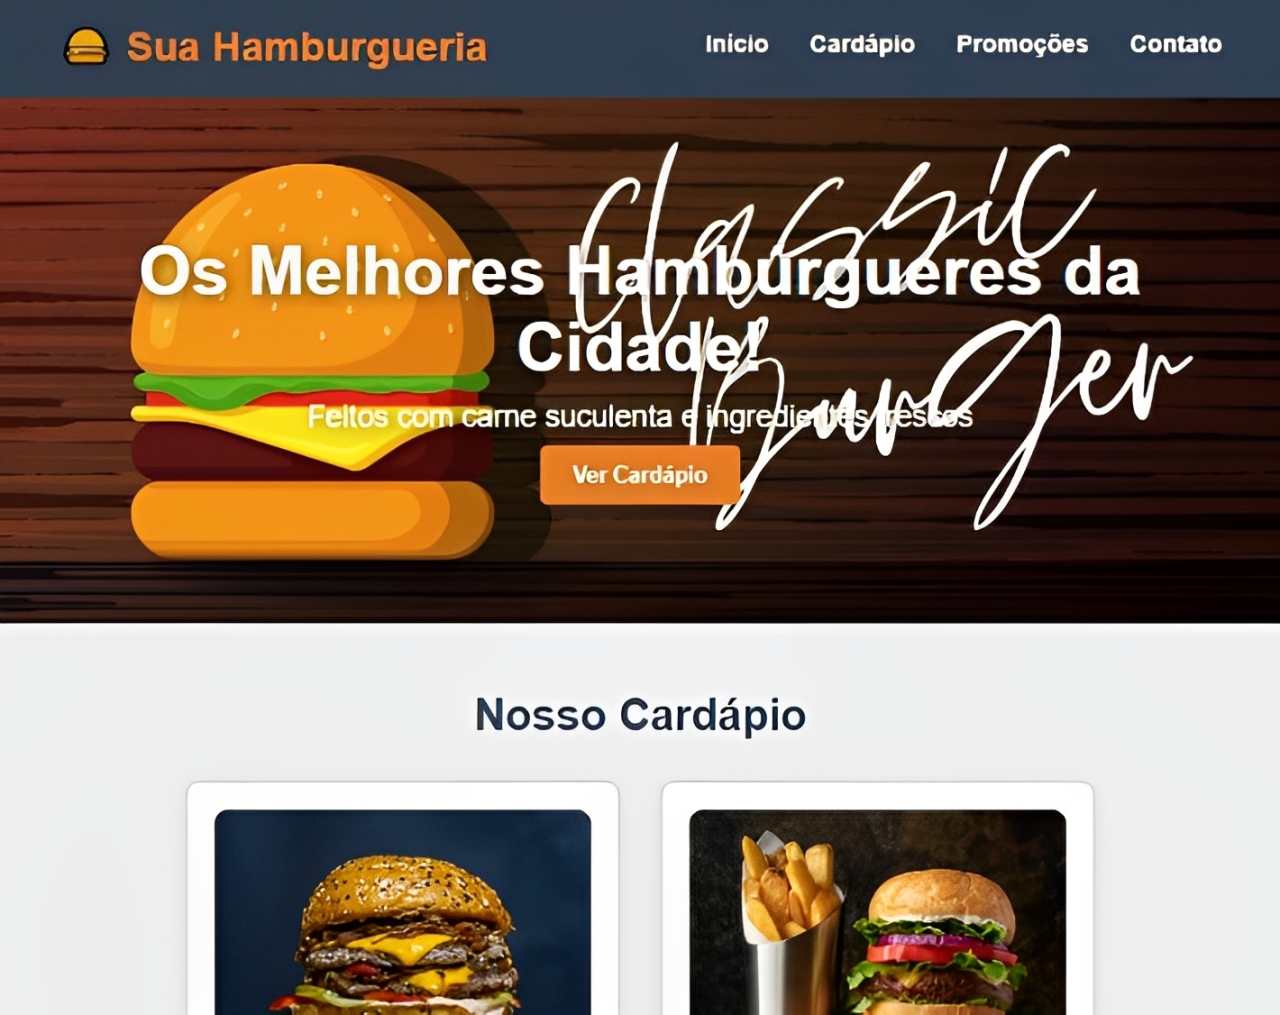 Sua Hamburgueria
Início Cardápio Promoções Contato
Classic
Burger
Os Melhores Hambúrgueres da
Cidade!
Feitos com carne suculenta e ingredientes frescos
Ver Cardápio
Nosso Cardápio